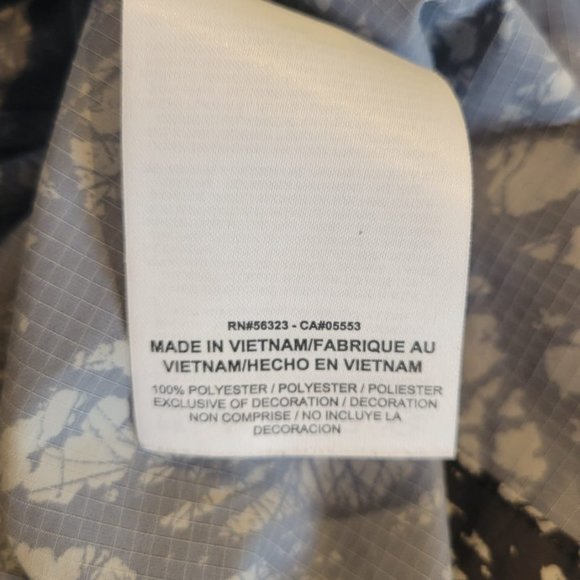 RN#56323 - CA#05553
MADE IN VIETNAM/FABRIQUE AU
VIETNAM/HECHO EN VIETNAM
100% POLYESTER / POLYESTER / POLIESTER
EXCLUSIVE OF DECORATION / DECORATION
NON COMPRISE / NO INCLUYE LA
DECORACION